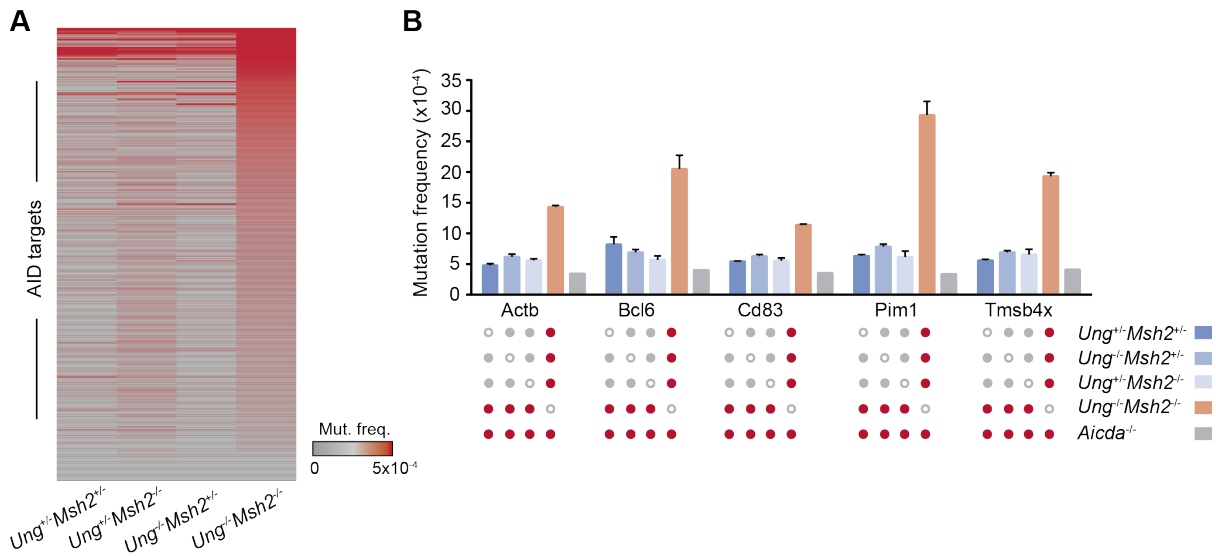 A
AID targets
Mut. freq.
0 5x10⁻⁴
Ung⁺/⁻Msh2⁺/⁻
Ung⁺/⁻Msh2⁻/⁻
Ung⁻/⁻Msh2⁺/⁻
Ung⁻/⁻Msh2⁻/⁻
B
Mutation frequency (x10⁻⁴)
35
30
25
20
15
10
5
0
Actb Bcl6 Cd83 Pim1 Tmsb4x
Ung⁺/⁻Msh2⁺/⁻
Ung⁻/⁻Msh2⁺/⁻
Ung⁺/⁻Msh2⁻/⁻
Ung⁻/⁻Msh2⁻/⁻
Aicda⁻/⁻